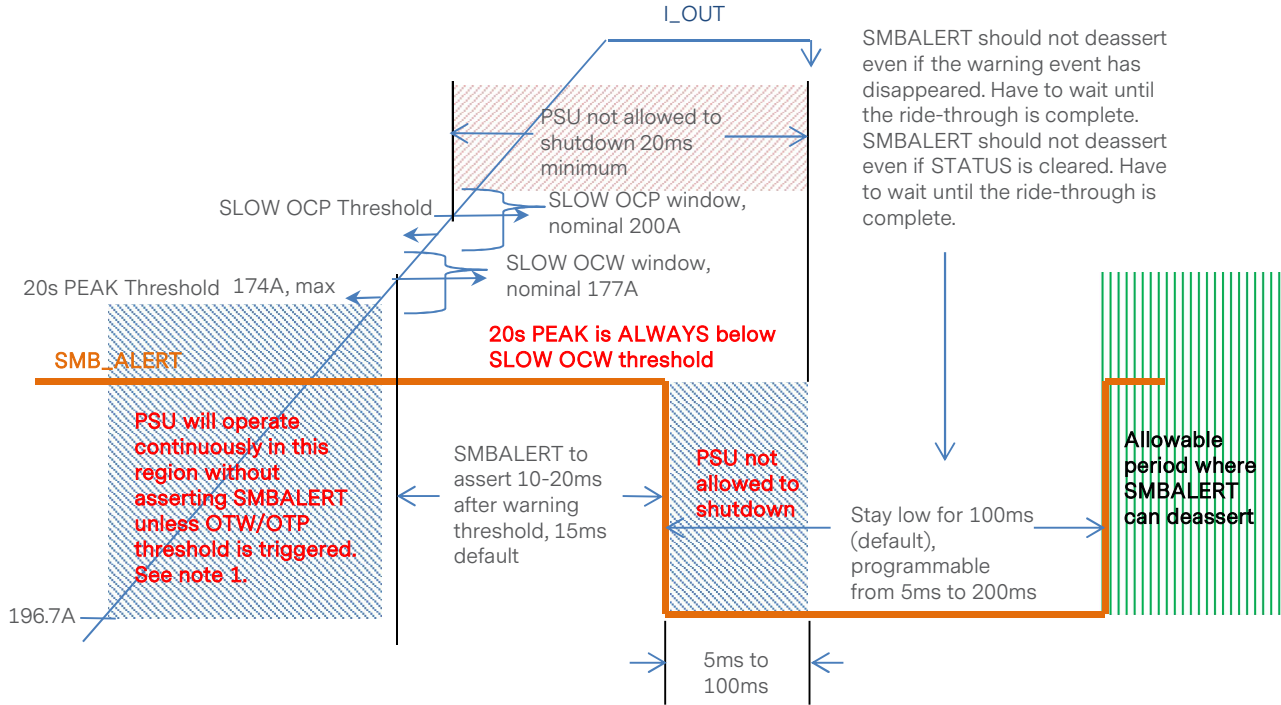 I_OUT
SMBALERT should not deassert
even if the warning event has
disappeared. Have to wait until
the ride-through is complete.
SMBALERT should not deassert
even if STATUS is cleared. Have
to wait until the ride-through is
complete.
PSU not allowed to
shutdown 20ms
minimum
SLOW OCP Threshold
SLOW OCP window,
nominal 200A
SLOW OCW window,
nominal 177A
20s PEAK Threshold 174A, max
20s PEAK is ALWAYS below
SLOW OCW threshold
SMB_ALERT
PSU will operate
continuously in this
region without
asserting SMBALERT
unless OTW/OTP
threshold is triggered.
See note 1.
SMBALERT to
assert 10-20ms
after warning
threshold, 15ms
default
PSU not
allowed to
shutdown
Stay low for 100ms
(default),
programmable
from 5ms to 200ms
Allowable
period where
SMBALERT
can deassert
196.7A
5ms to
100ms